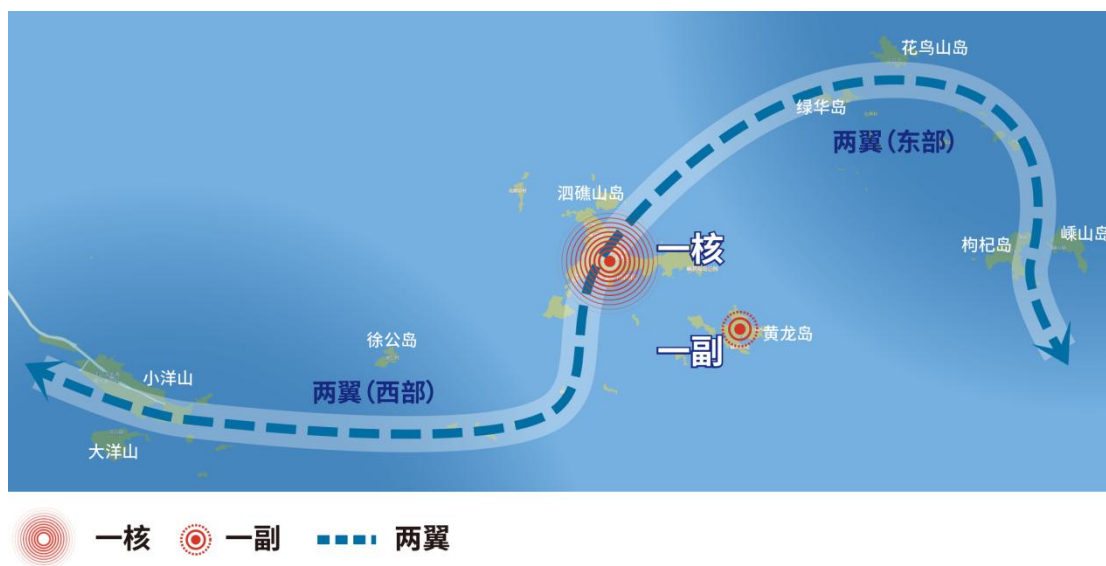 花鸟山岛
绿华岛
两翼(东部)
泗礁山岛
一核
枸杞岛
嵊山岛
黄龙岛
一副
徐公岛
小洋山
两翼(西部)
大洋山
一核
一副
两翼